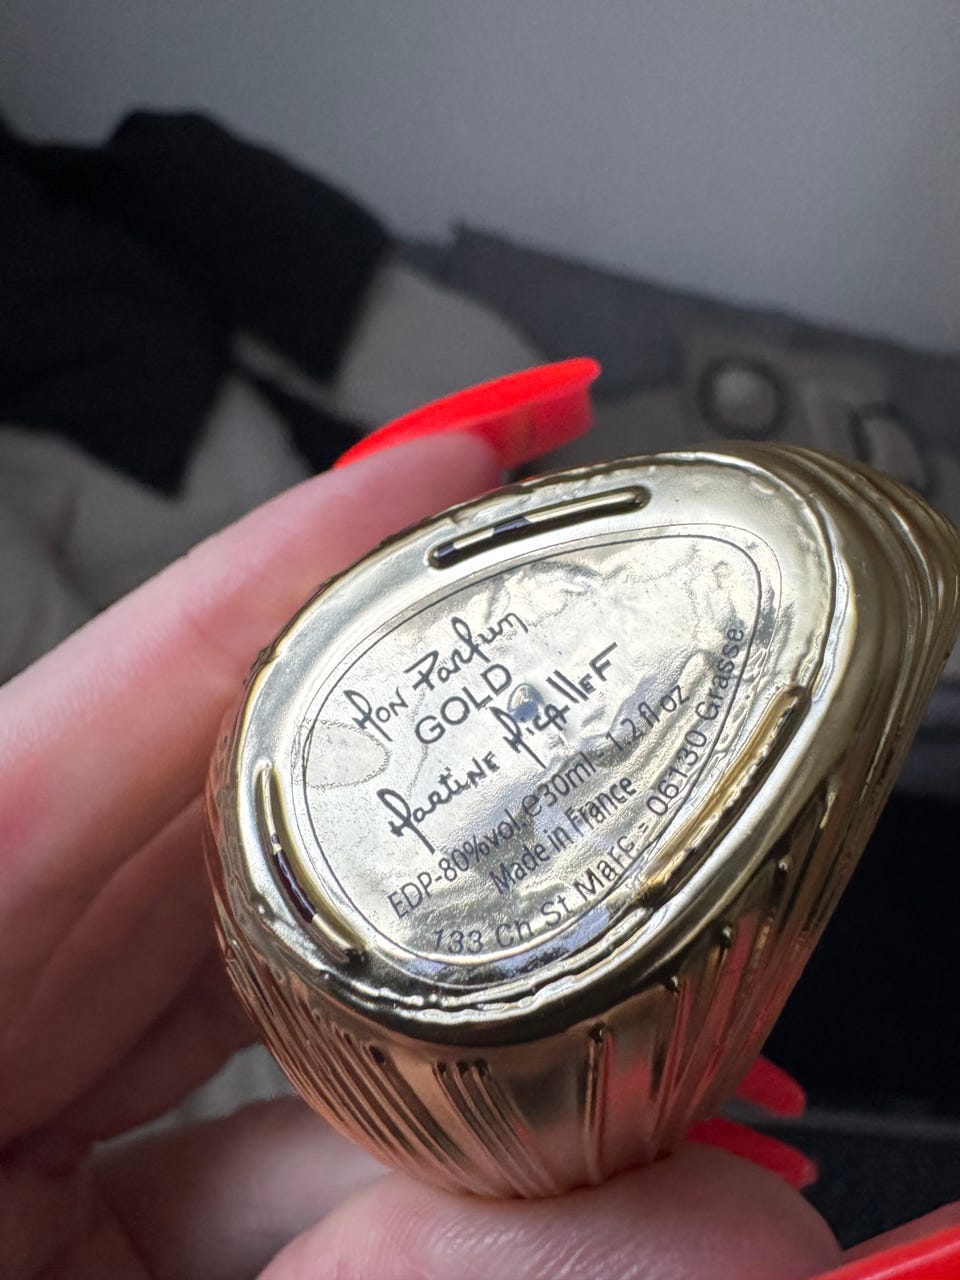 Mon Parfum
GOLD
Martine Micallef
EDP-80%vol.℮30ml - 1.2 fl oz
Made in France
133 Ch St Marc - 06130 Grasse